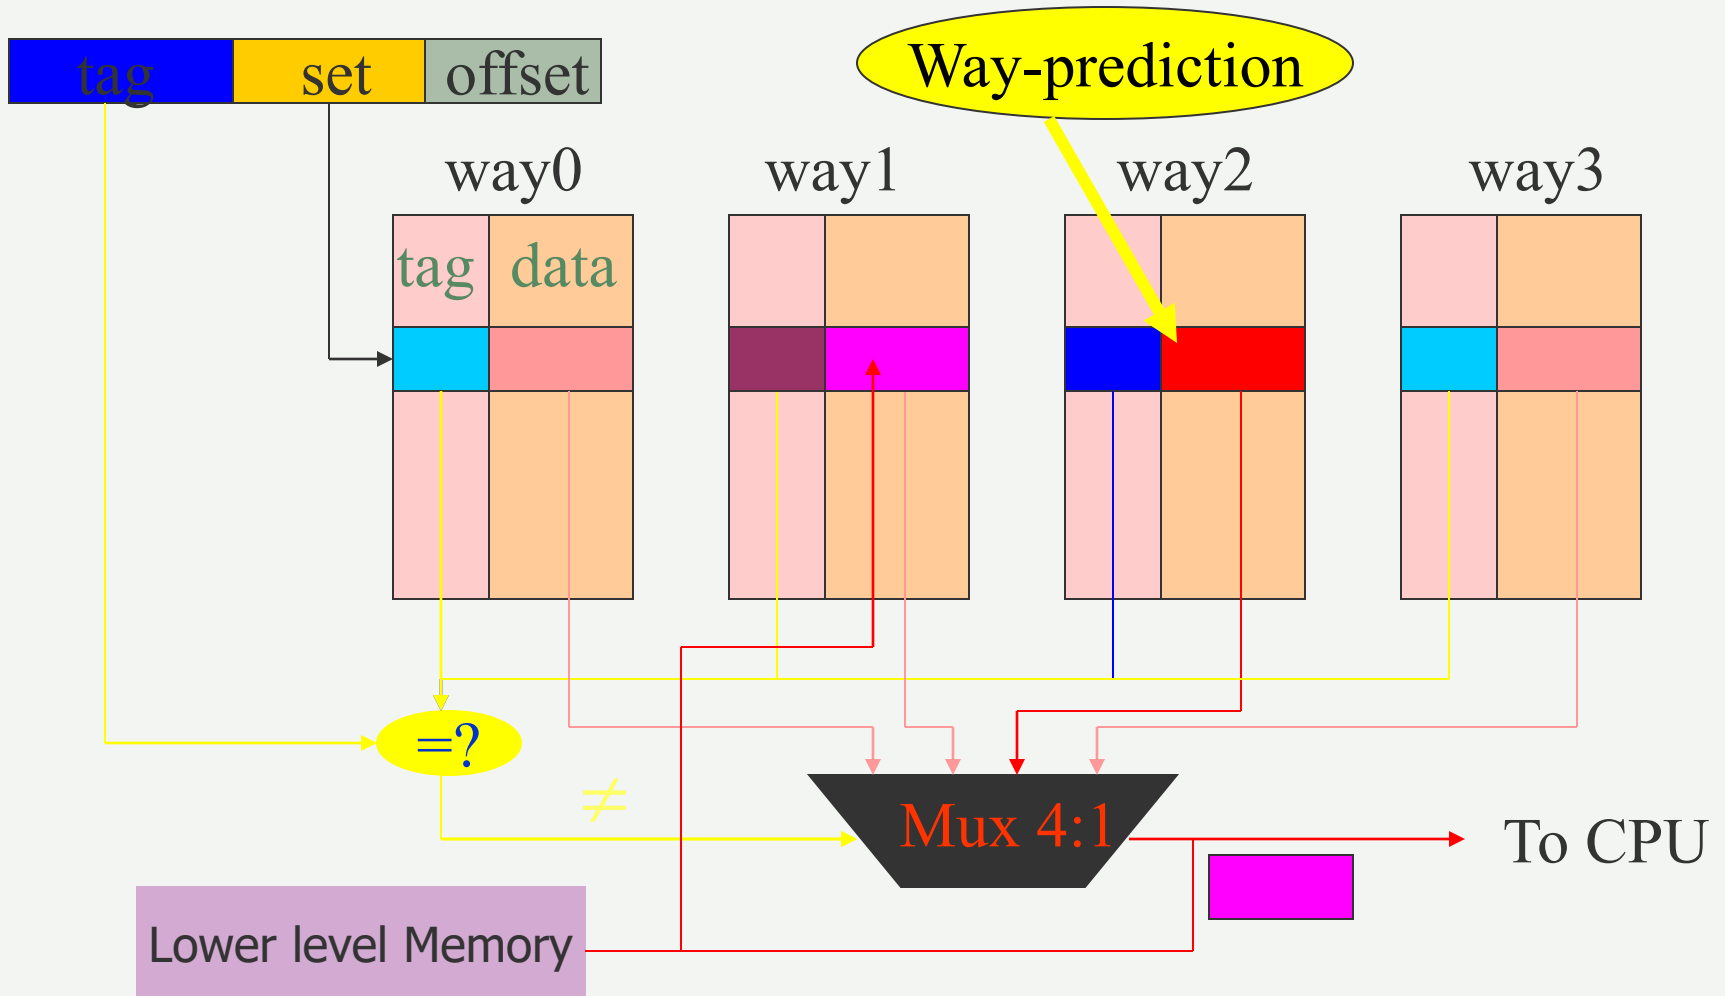 tag set offset
Way-prediction
way0 way1 way2 way3
tag data
=?
≠
Mux 4:1
To CPU
Lower level Memory